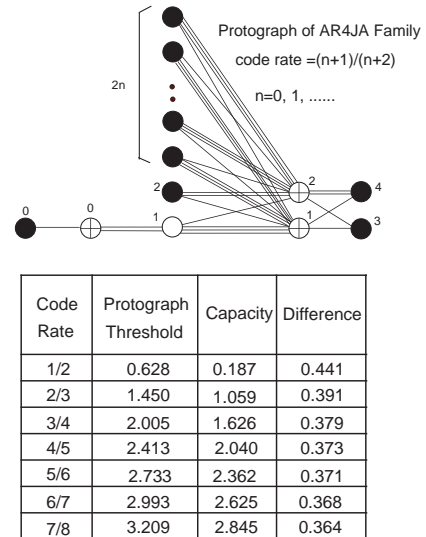 Protograph of AR4JA Family
code rate =(n+1)/(n+2)
2n
n=0, 1, ......
2
2
4
0
0
1
1
3
Code Rate Protograph Threshold Capacity Difference
1/2 0.628 0.187 0.441
2/3 1.450 1.059 0.391
3/4 2.005 1.626 0.379
4/5 2.413 2.040 0.373
5/6 2.733 2.362 0.371
6/7 2.993 2.625 0.368
7/8 3.209 2.845 0.364